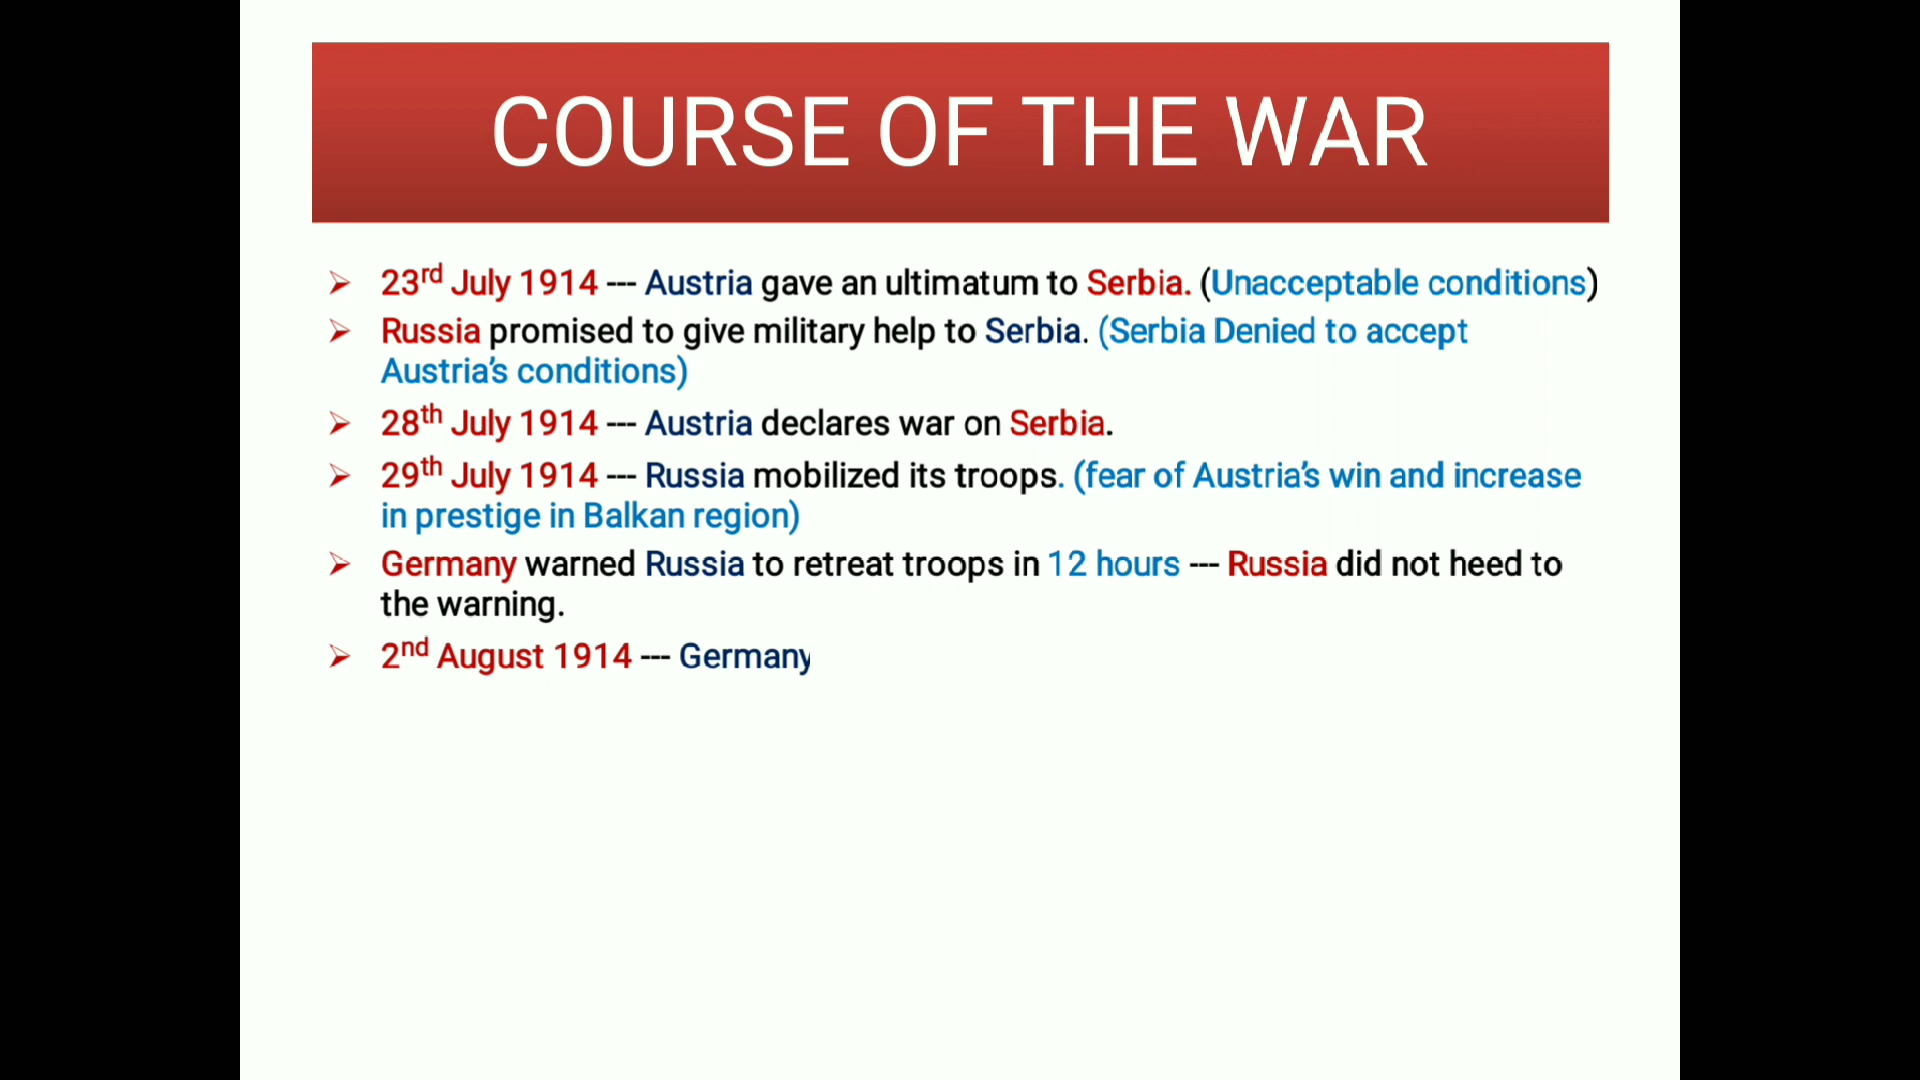 COURSE OF THE WAR
➢ 23rd July 1914 --- Austria gave an ultimatum to Serbia. (Unacceptable conditions)
➢ Russia promised to give military help to Serbia. (Serbia Denied to accept
Austria's conditions)
➢ 28th July 1914 --- Austria declares war on Serbia.
➢ 29th July 1914 --- Russia mobilized its troops. (fear of Austria's win and increase
in prestige in Balkan region)
➢ Germany warned Russia to retreat troops in 12 hours --- Russia did not heed to
the warning.
➢ 2nd August 1914 --- Germany